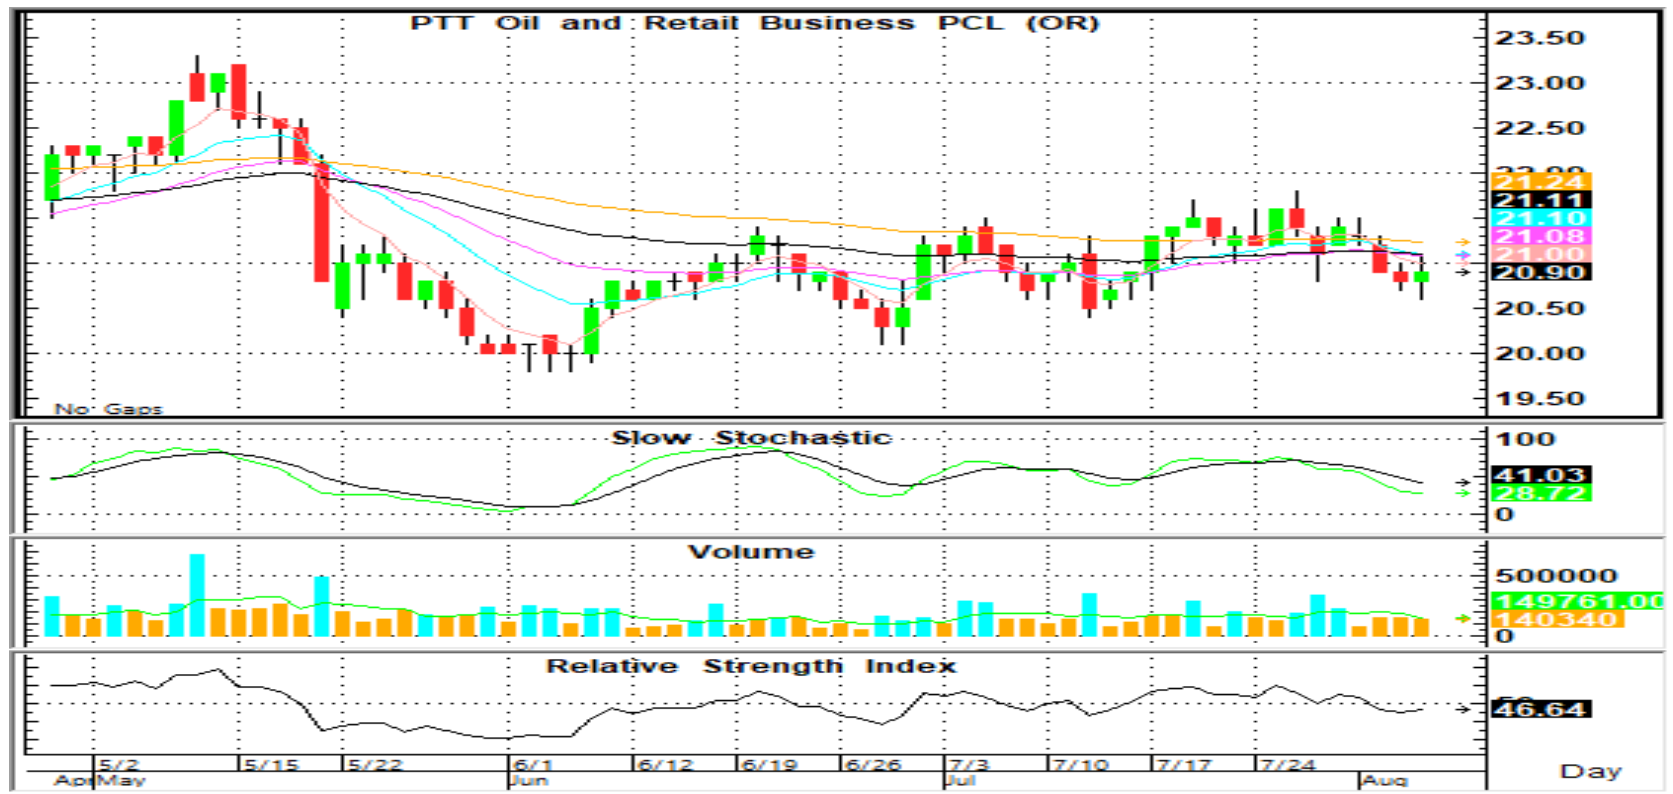 PTT Oil and Retail Business PCL (OR)
23.50
23.00
22.50
22.00
21.24
21.11
21.10
21.08
21.00
20.90
20.50
20.00
19.50
No Gaps
Slow Stochastic
100
41.03
28.72
0
Volume
500000
149761.00
140340
0
Relative Strength Index
46.64
5/2 5/15 5/22 6/1 6/12 6/19 6/26 7/3 7/10 7/17 7/24
Apr May Jun Jul Aug
Day